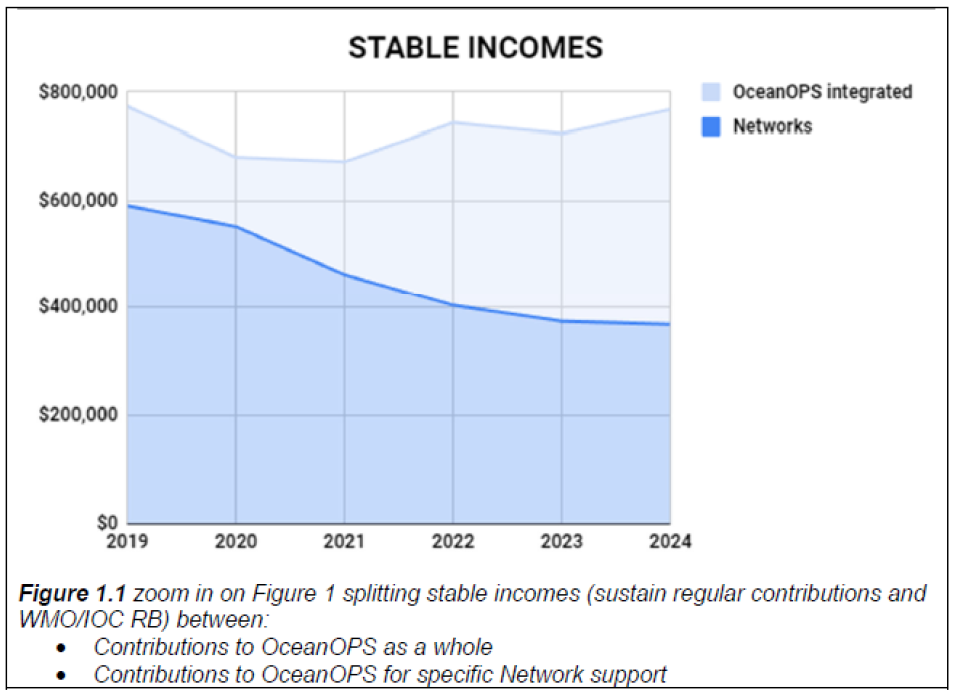 STABLE INCOMES
$800,000
$600,000
$400,000
$200,000
$0
2019 2020 2021 2022 2023 2024
OceanOPS integrated
Networks
Figure 1.1 zoom in on Figure 1 splitting stable incomes (sustain regular contributions and
WMO/IOC RB) between:
• Contributions to OceanOPS as a whole
• Contributions to OceanOPS for specific Network support